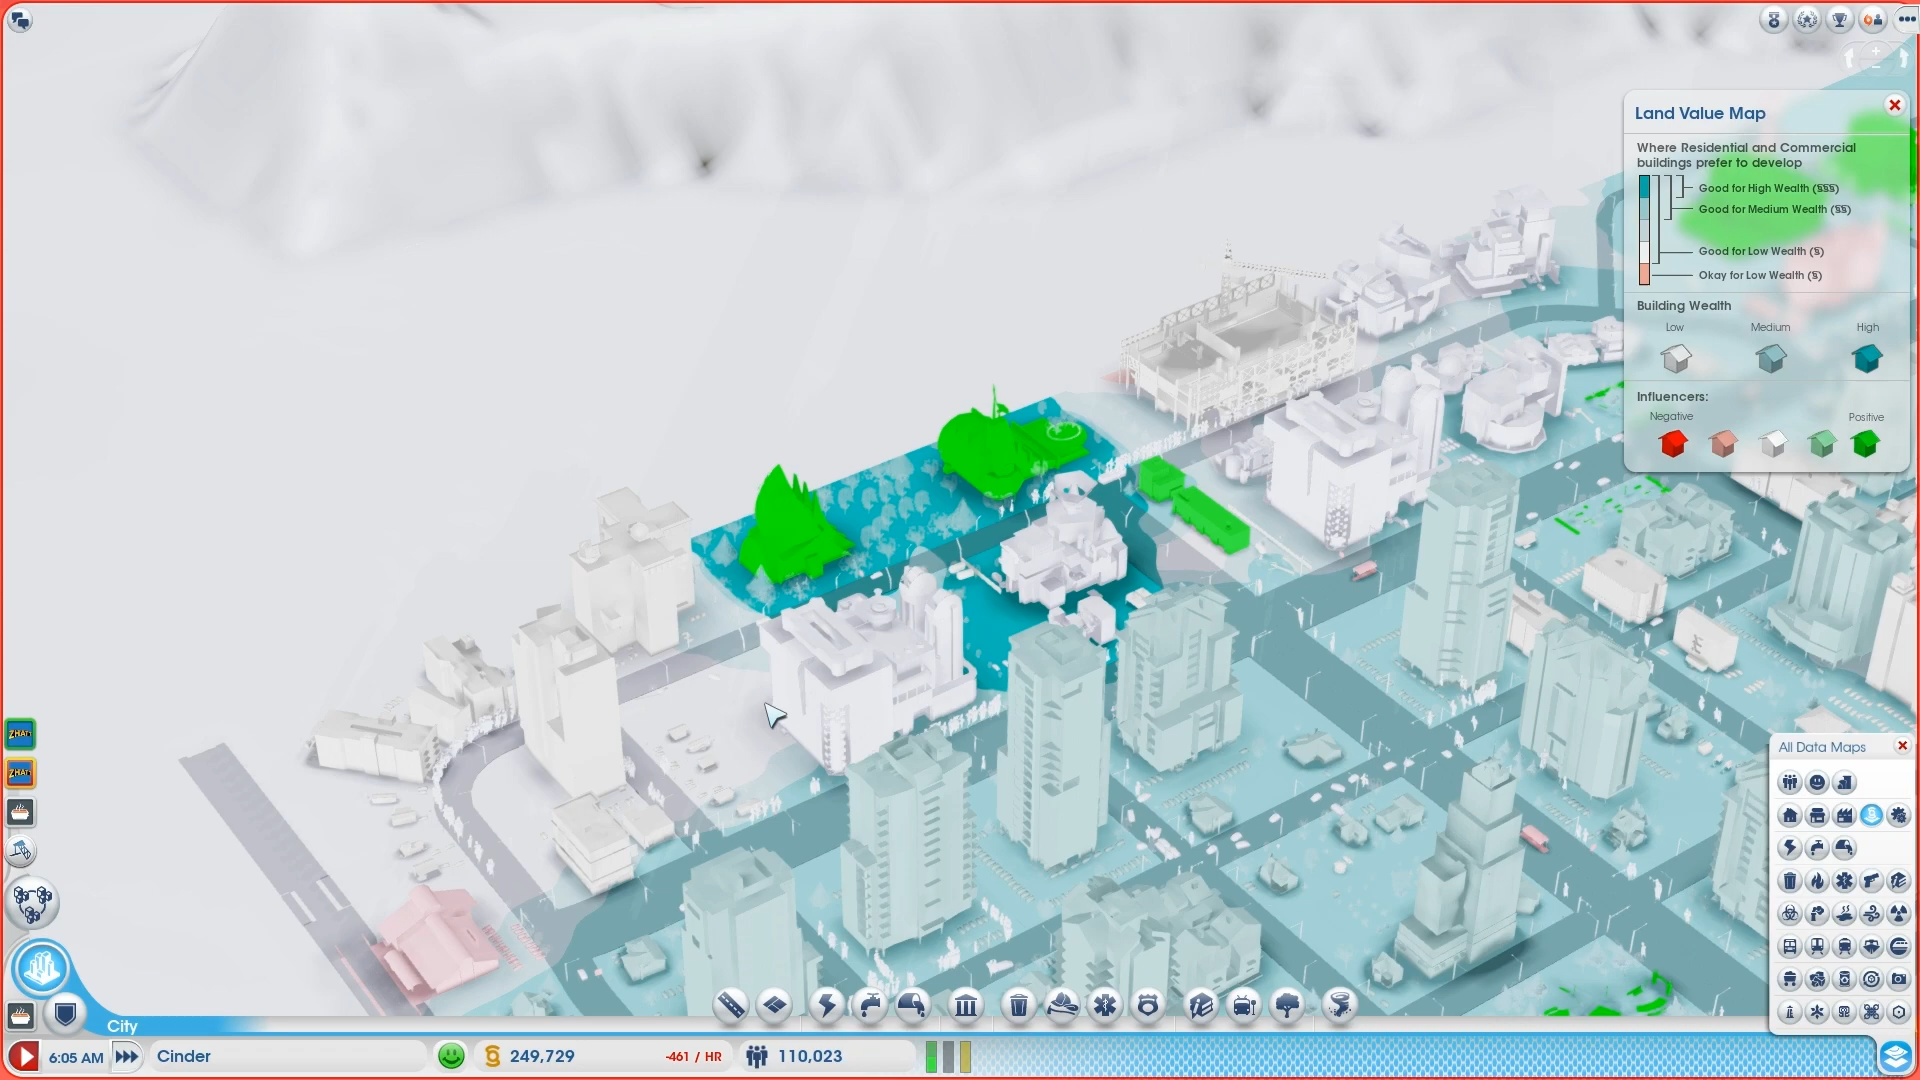 Land Value Map
Where Residential and Commercial
buildings prefer to develop
Good for High Wealth (§§§)
Good for Medium Wealth (§§)
Good for Low Wealth (§)
Okay for Low Wealth (§)
Building Wealth
Low Medium High
Influencers:
Negative Positive
ZHA
ZHA
All Data Maps
City
6:05 AM Cinder 249,729 -461 / HR 110,023